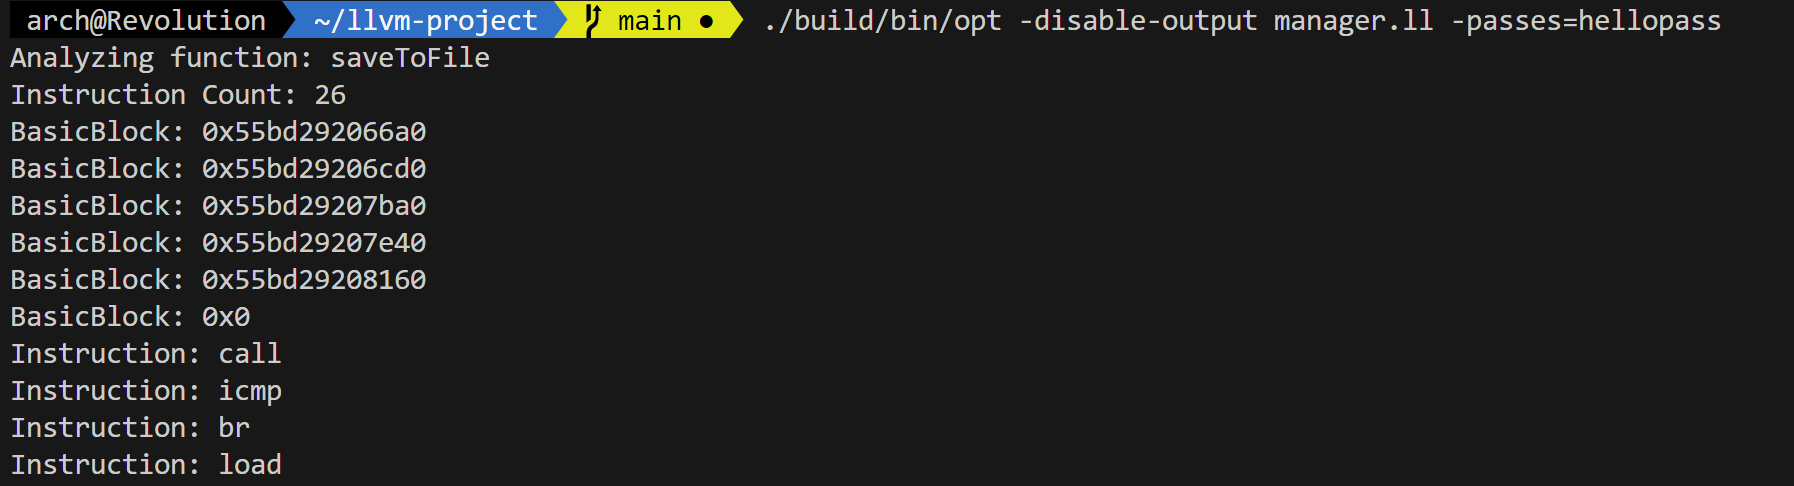 arch@Revolution ~/llvm-project main ● ./build/bin/opt -disable-output manager.ll -passes=hellopass
Analyzing function: saveToFile
Instruction Count: 26
BasicBlock: 0x55bd292066a0
BasicBlock: 0x55bd29206cd0
BasicBlock: 0x55bd29207ba0
BasicBlock: 0x55bd29207e40
BasicBlock: 0x55bd29208160
BasicBlock: 0x0
Instruction: call
Instruction: icmp
Instruction: br
Instruction: load